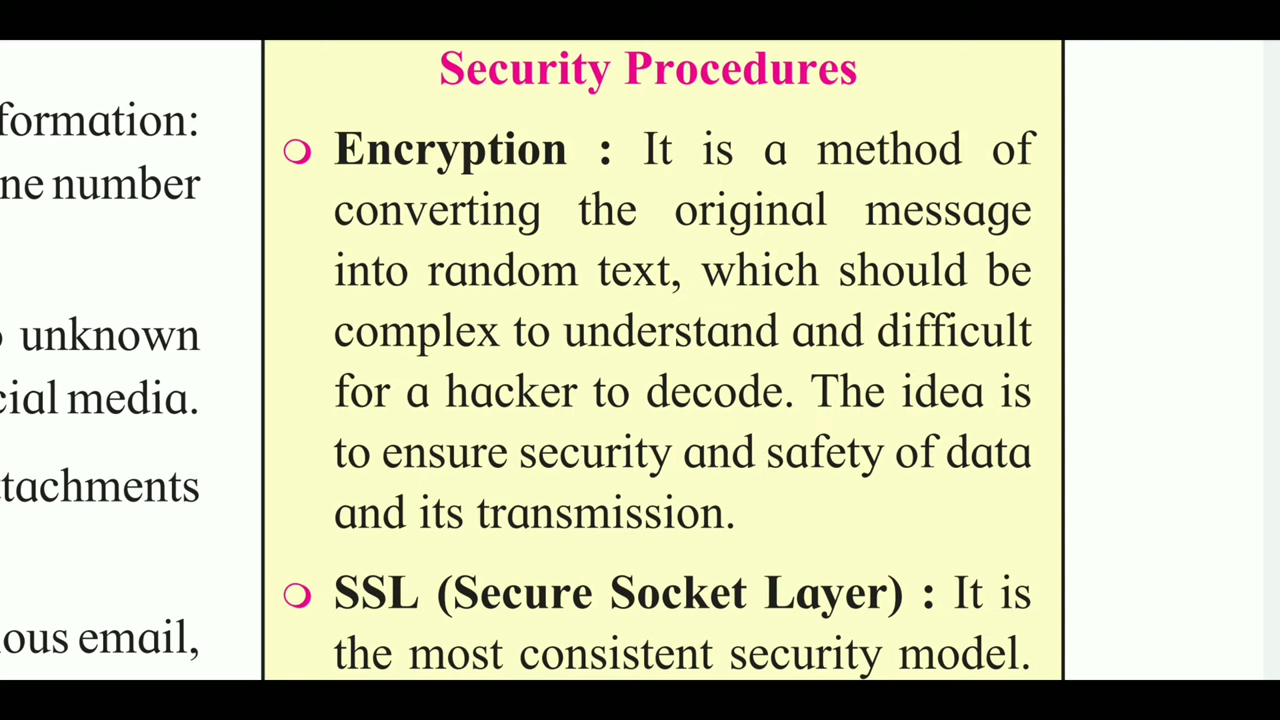 formation:
ne number
unknown
cial media.
tachments
ious email,
Security Procedures
Encryption : It is a method of
converting the original message
into random text, which should be
complex to understand and difficult
for a hacker to decode. The idea is
to ensure security and safety of data
and its transmission.
SSL (Secure Socket Layer) : It is
the most consistent security model.